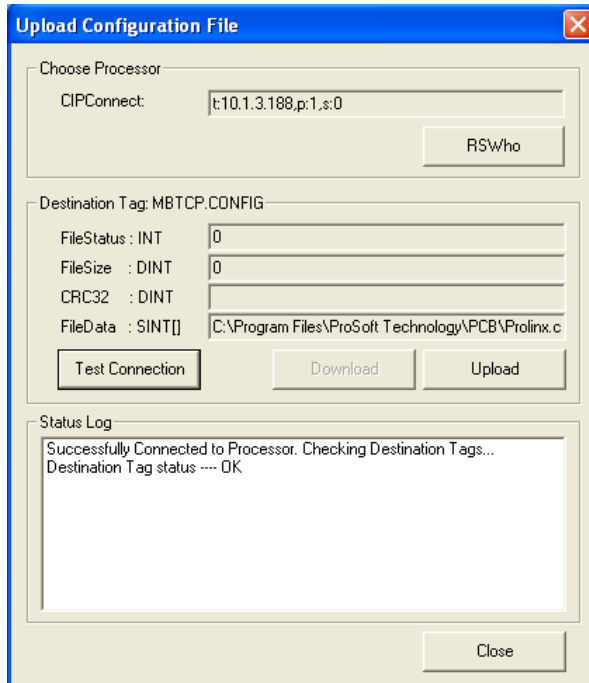 Upload Configuration File
Choose Processor
CIPConnect: t:10.1.3.188,p:1,s:0
RSWho
Destination Tag: MBTCP.CONFIG
FileStatus : INT 0
FileSize : DINT 0
CRC32 : DINT
FileData : SINT[] C:\Program Files\ProSoft Technology\PCB\Prolinx.c
Test Connection Download Upload
Status Log
Successfully Connected to Processor. Checking Destination Tags...
Destination Tag status ---- OK
Close